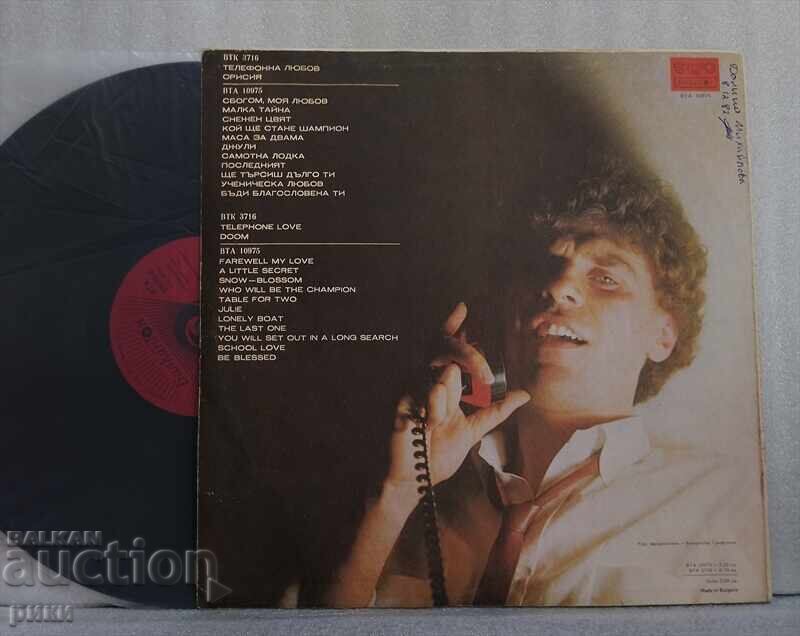 ВТК 3716
ТЕЛЕФОННА ЛЮБОВ
ОРИСИЯ
ВТА 10975
СБОГОМ, МОЯ ЛЮБОВ
МАЛКА ТАЙНА
СНЕЖЕН ЦВЯТ
КОЙ ЩЕ СТАНЕ ШАМПИОН
МАСА ЗА ДВАМА
ДЖУЛИ
САМОТНА ЛОДКА
ПОСЛЕДНИЯТ
ЩЕ ТЪРСИШ ДЪЛГО ТИ
УЧЕНИЧЕСКА ЛЮБОВ
БЪДИ БЛАГОСЛОВЕНА ТИ
ВТК 3716
TELEPHONE LOVE
DOOM
ВТА 10975
FAREWELL MY LOVE
A LITTLE SECRET
SNOW—BLOSSOM
WHO WILL BE THE CHAMPION
TABLE FOR TWO
JULIE
LONELY BOAT
THE LAST ONE
YOU WILL SET OUT IN A LONG SEARCH
SCHOOL LOVE
BE BLESSED
ВТА 10975
Made in Bulgaria
BALKAN
auction
рики